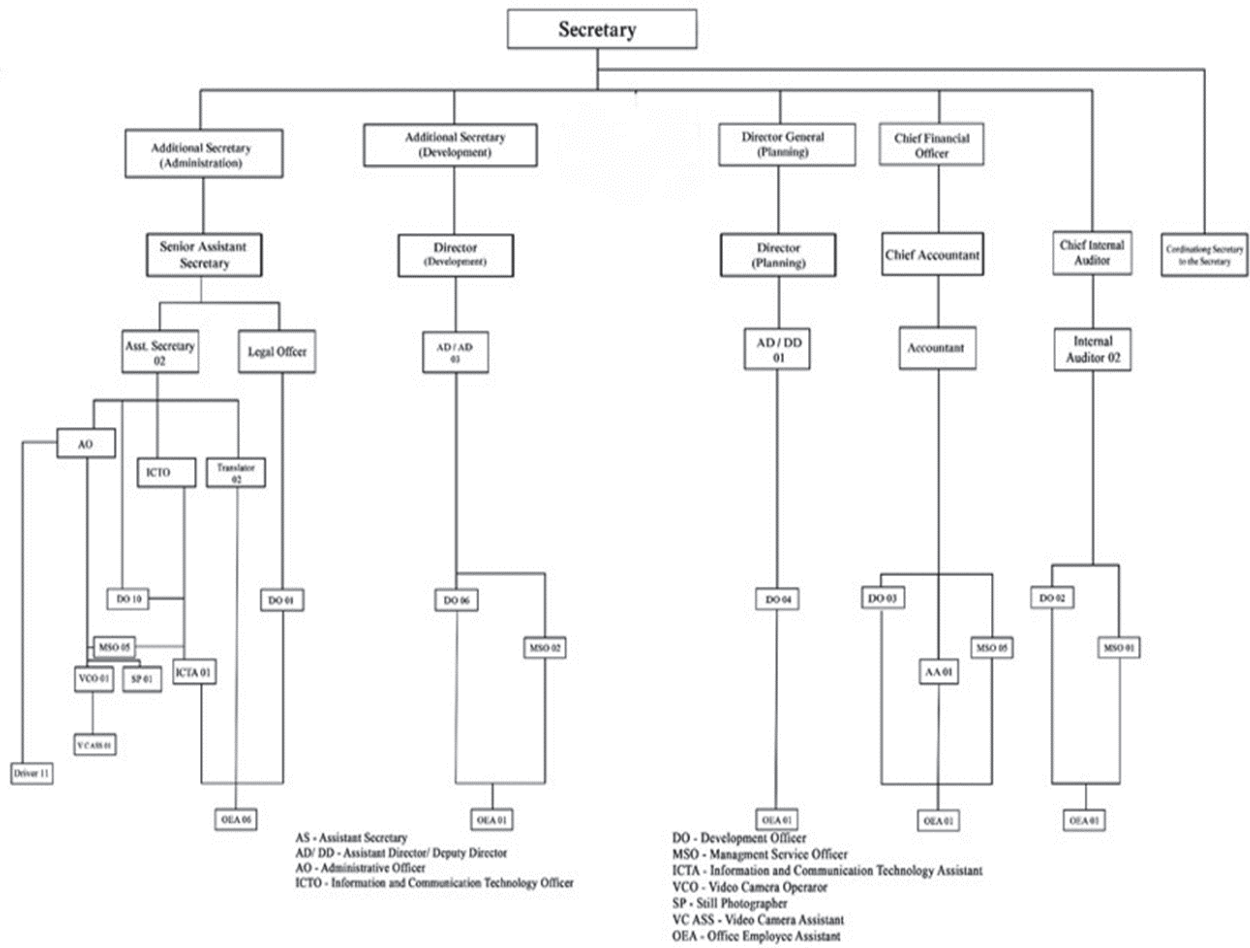 Secretary
Additional Secretary
(Administration)
Additional Secretary
(Development)
Director General
(Planning)
Chief Financial
Officer
Senior Assistant
Secretary
Director
(Development)
Director
(Planning)
Chief Accountant
Chief Internal
Auditor
Cordinationg Secretary
to the Secretary
Asst. Secretary
02
Legal Offcer
AD / AD
03
AD / DD
01
Accountant
Internal
Auditor 02
AO
ICTO
Translator
02
DO 10
DO 01
DO 06
DO 04
DO 03
DO 02
MSO 05
MSO 02
MSO 05
MSO 01
VCO 01
SP 01
ICTA 01
AA 01
VC ASS 01
Driver 11
OEA 06
OEA 01
OEA 01
OEA 01
OEA 01
AS - Assistant Secretary
AD/ DD - Assistant Director/ Deputy Director
AO - Administrative Officer
ICTO - Information and Communication Technology Officer
DO - Development Officer
MSO - Managment Service Officer
ICTA - Information and Communication Technology Assistant
VCO - Video Camera Operaror
SP - Still Photographer
VC ASS - Video Camera Assistant
OEA - Office Employee Assistant